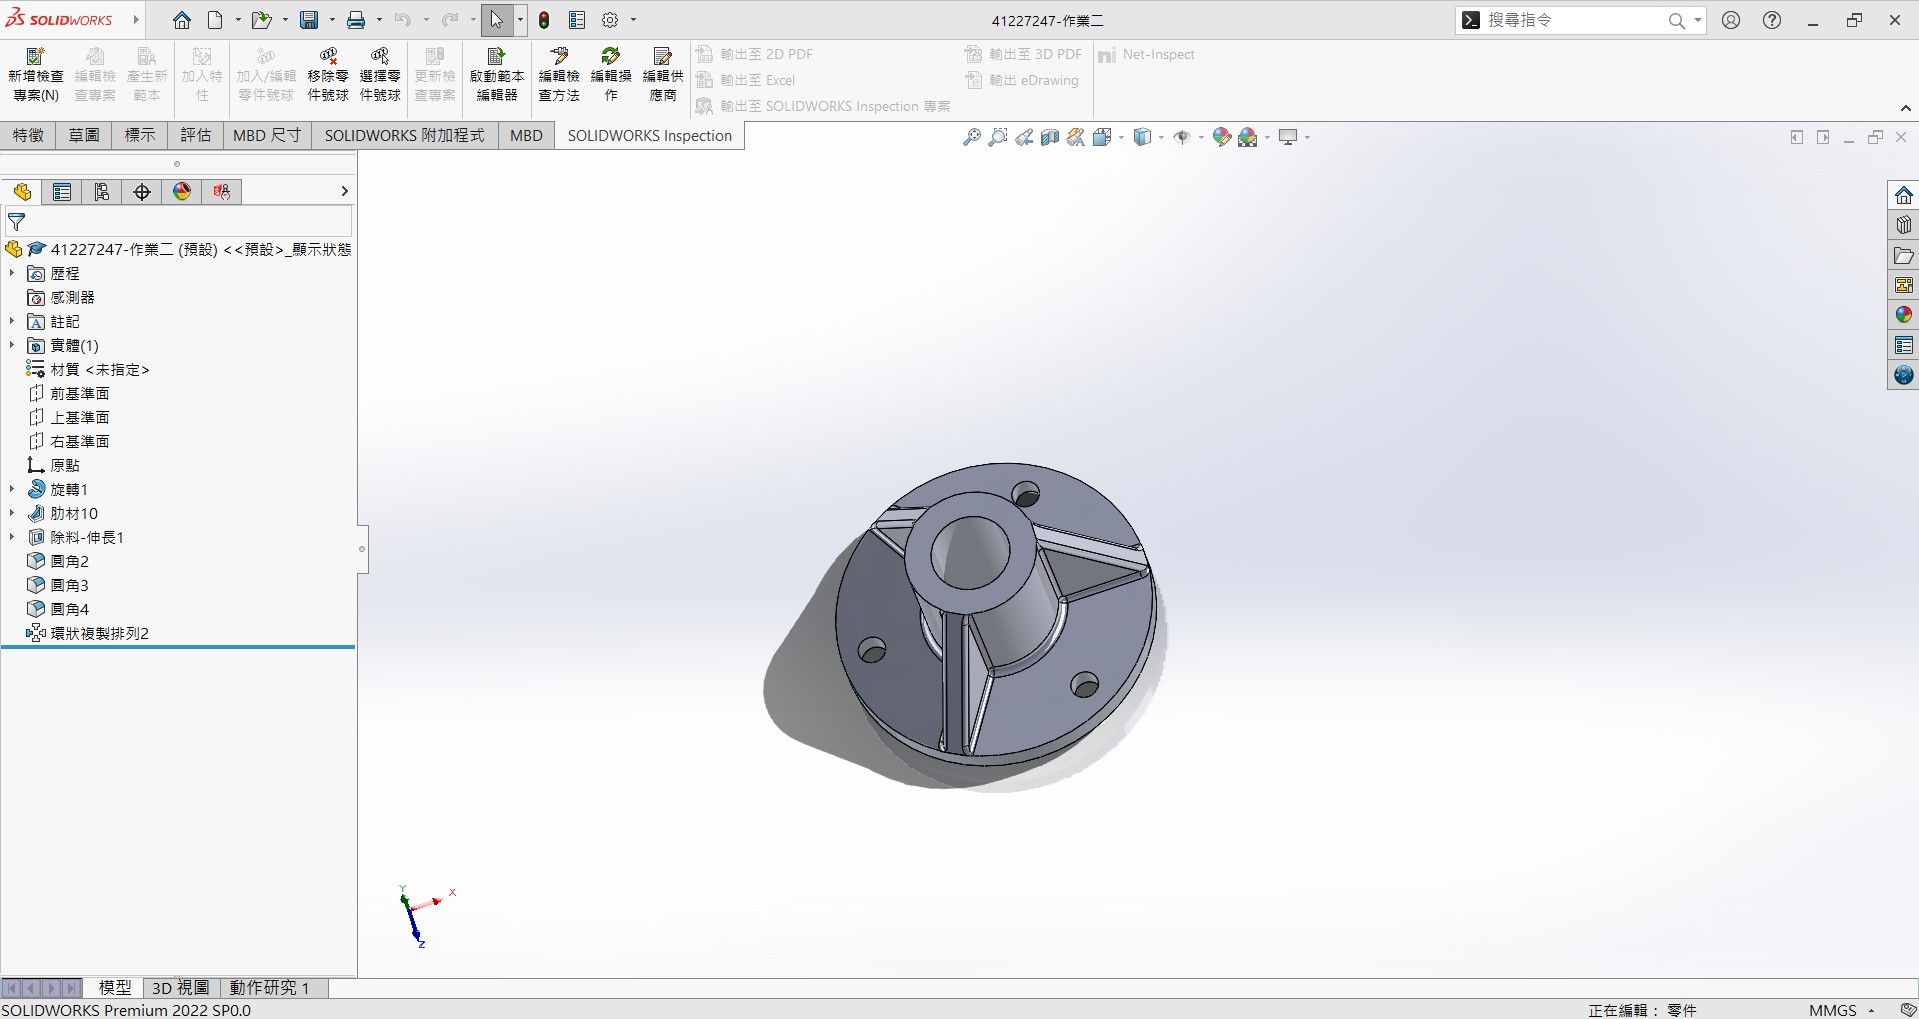 SOLIDWORKS
41227247-作業二
搜尋指令
新增檢查專案(N)
編輯檢查專案
產生新範本
加入特性
加入/編輯零件號球
移除零件號球
選擇零件號球
更新檢查專案
啟動範本編輯器
編輯檢查方法
編輯操作
編輯供應商
輸出至 2D PDF
輸出至 Excel
輸出至 SOLIDWORKS Inspection 專案
輸出至 3D PDF
輸出 eDrawing
Net-Inspect
特徵 草圖 標示 評估 MBD 尺寸 SOLIDWORKS 附加程式 MBD SOLIDWORKS Inspection
41227247-作業二 (預設) <<預設>_顯示狀態
歷程
感測器
註記
實體(1)
材質 <未指定>
前基準面
上基準面
右基準面
原點
旋轉1
肋材10
除料-伸長1
圓角2
圓角3
圓角4
環狀複製排列2
Y
X
Z
模型 3D 視圖 動作研究 1
SOLIDWORKS Premium 2022 SP0.0
正在編輯： 零件
MMGS